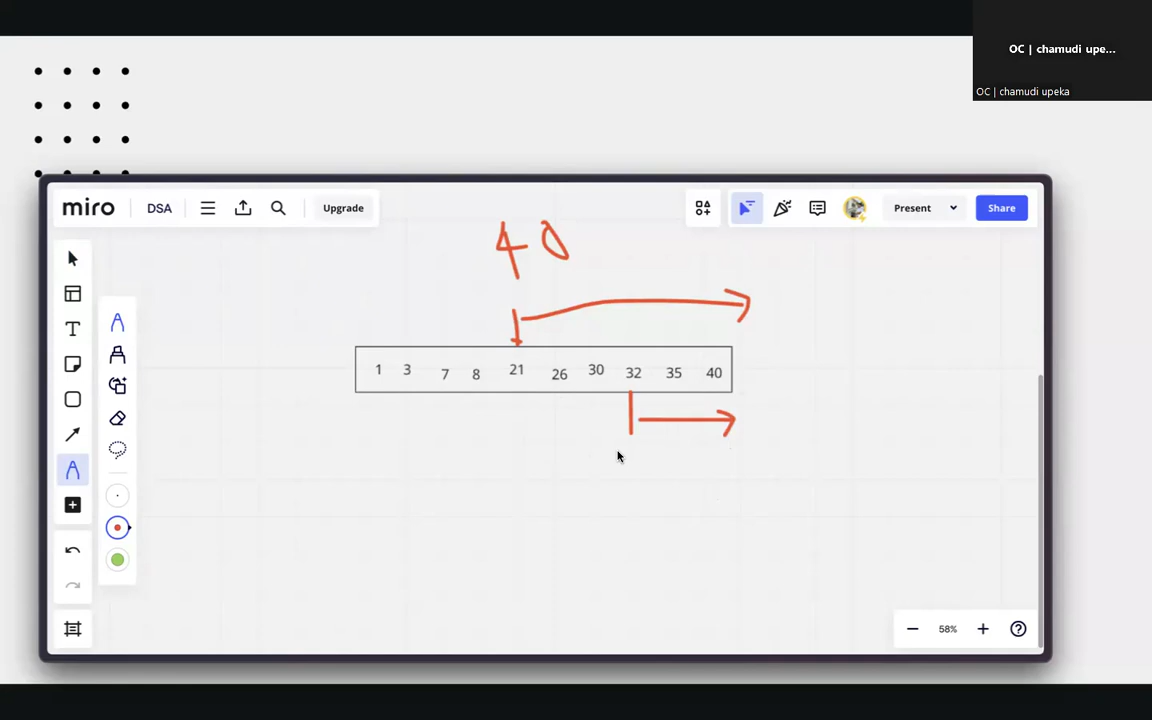 OC | chamudi upe...
OC | chamudi upeka
miro DSA Upgrade Present Share
40
1 3 7 8 21 26 30 32 35 40
58%